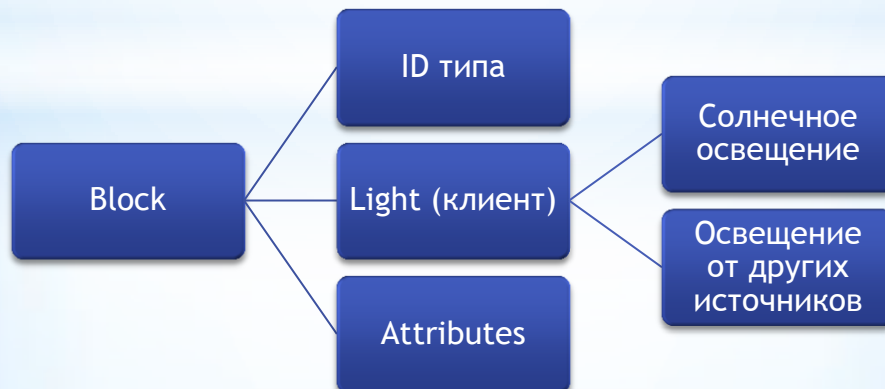 ID типа
Солнечное
освещение
Block
Light (клиент)
Освещение
от других
источников
Attributes